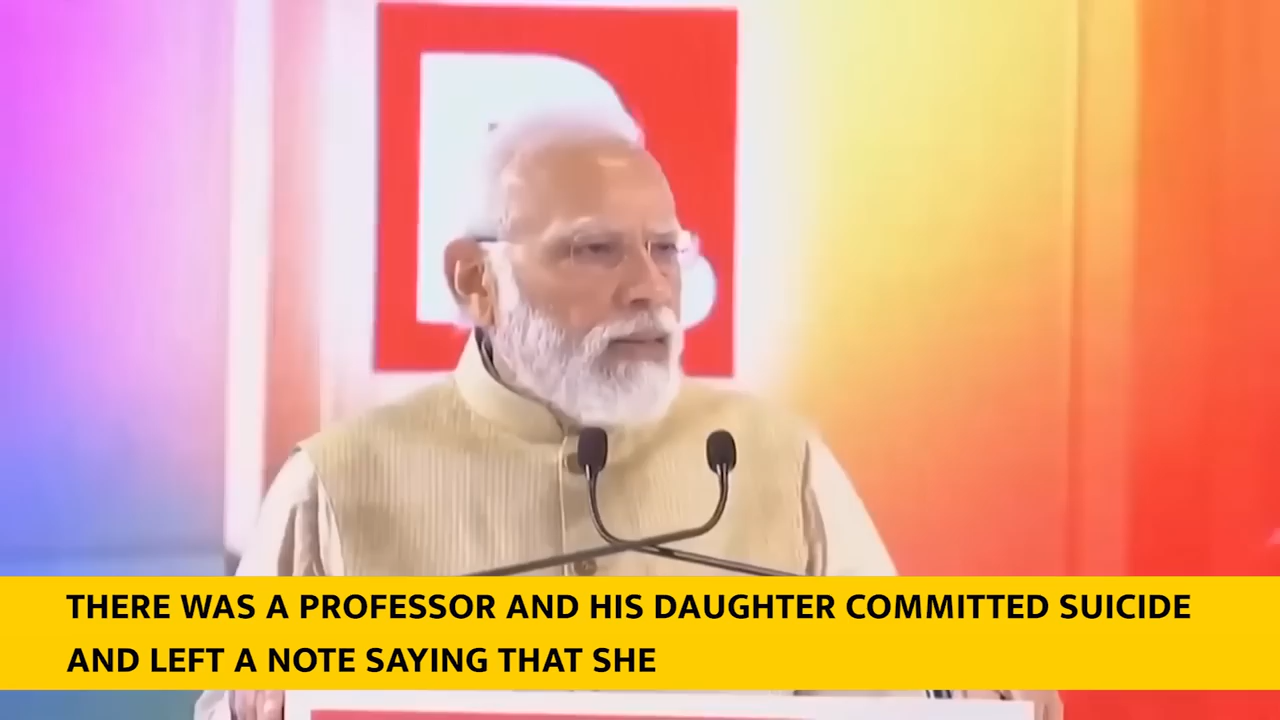 THERE WAS A PROFESSOR AND HIS DAUGHTER COMMITTED SUICIDE
AND LEFT A NOTE SAYING THAT SHE